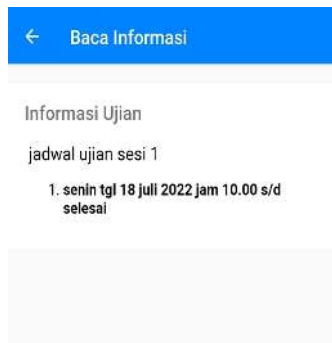 Baca Informasi
Informasi Ujian
jadwal ujian sesi 1
1. senin tgl 18 juli 2022 jam 10.00 s/d
selesai